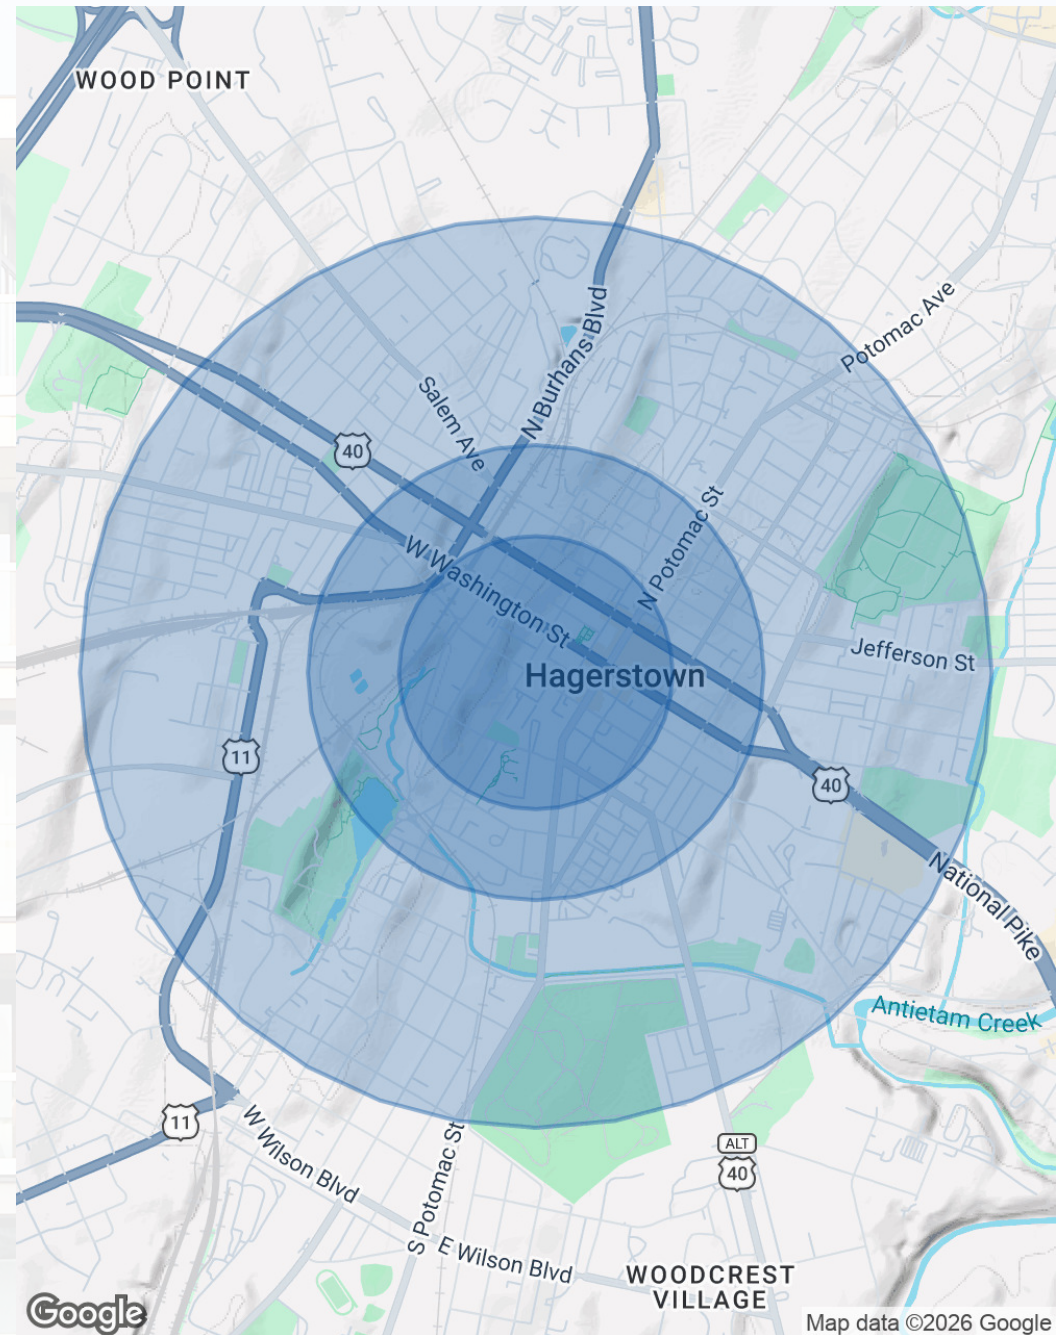 WOOD POINT
N Burhans Blvd
Potomac Ave
Salem Ave
40
N Potomac St
W Washington St
Jefferson St
Hagerstown
11
40
National Pike
Antietam Creek
11
W Wilson Blvd
S Potomac St
ALT
40
E Wilson Blvd
WOODCREST
VILLAGE
Google
Map data ©2026 Google